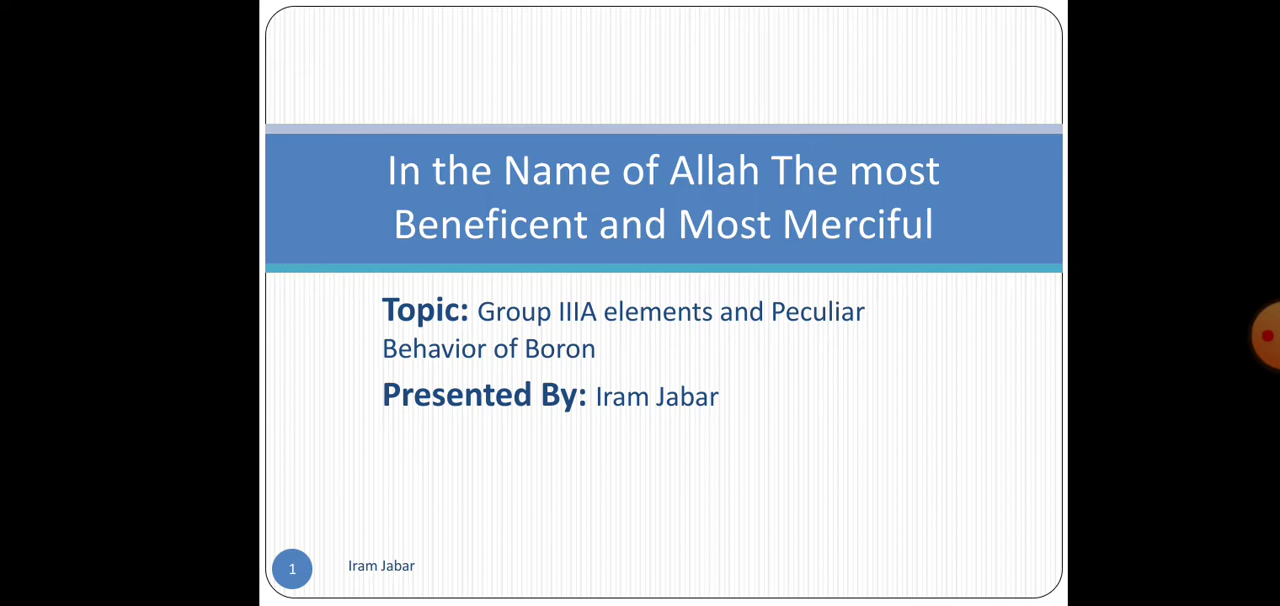 In the Name of Allah The most
Beneficent and Most Merciful
Topic: Group IIIA elements and Peculiar
Behavior of Boron
Presented By: Iram Jabar
1
Iram Jabar